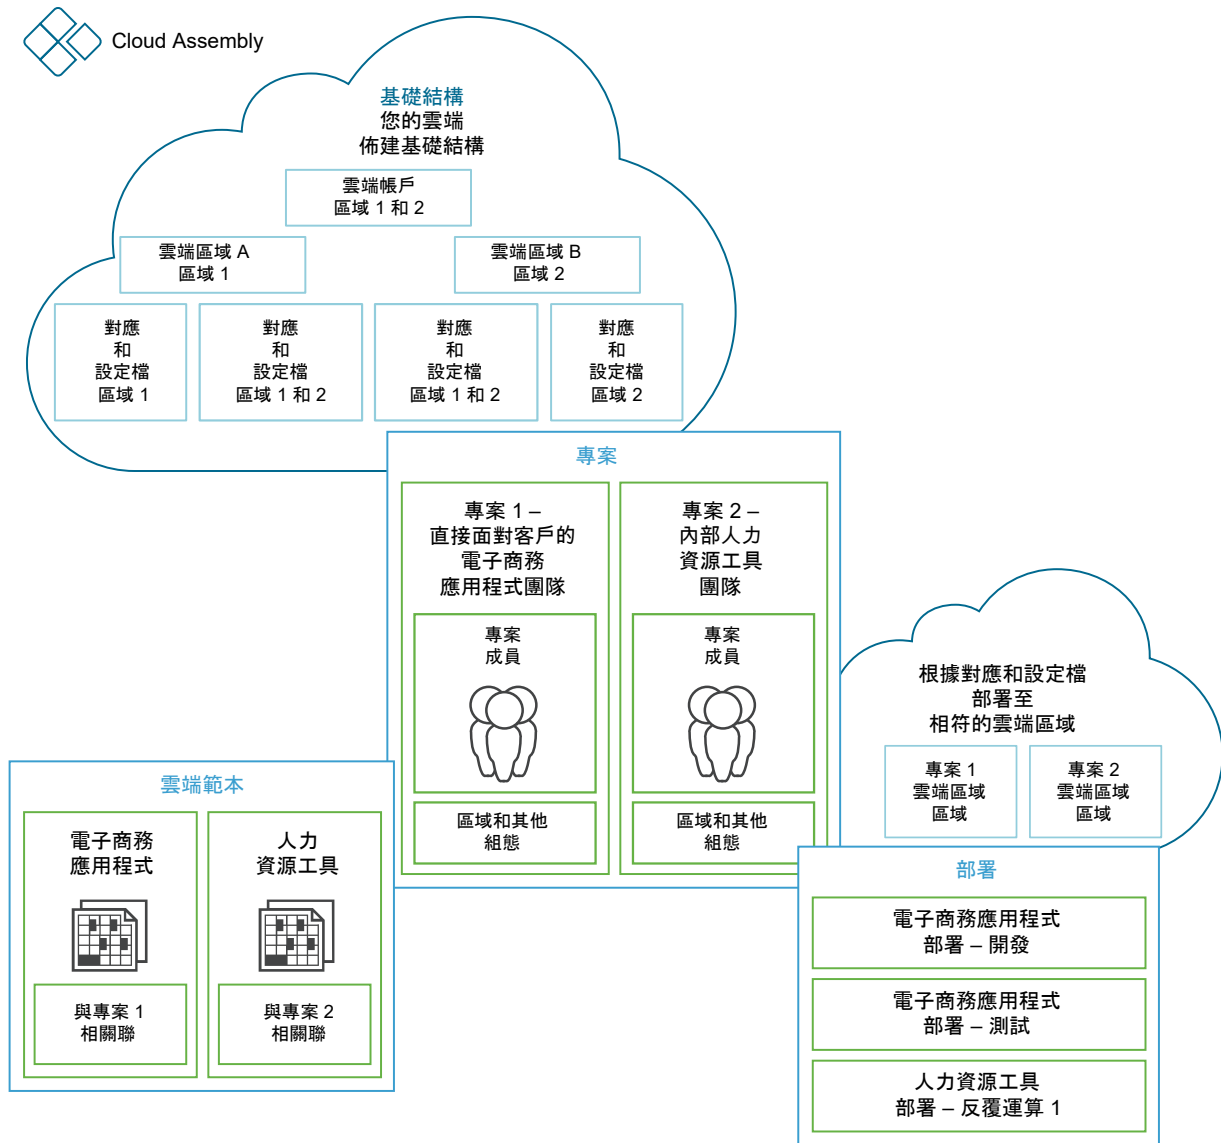 Cloud Assembly
基礎結構
您的雲端
佈建基礎結構
雲端帳戶
區域 1 和 2
雲端區域 A
區域 1
雲端區域 B
區域 2
對應
和
設定檔
區域 1
對應
和
設定檔
區域 1 和 2
對應
和
設定檔
區域 1 和 2
對應
和
設定檔
區域 2
專案
專案 1 –
直接面對客戶的
電子商務
應用程式團隊
專案
成員
區域和其他
組態
專案 2 –
內部人力
資源工具
團隊
專案
成員
區域和其他
組態
根據對應和設定檔
部署至
相符的雲端區域
專案 1
雲端區域
區域
專案 2
雲端區域
區域
雲端範本
電子商務
應用程式
與專案 1
相關聯
人力
資源工具
與專案 2
相關聯
部署
電子商務應用程式
部署 – 開發
電子商務應用程式
部署 – 測試
人力資源工具
部署 – 反覆運算 1